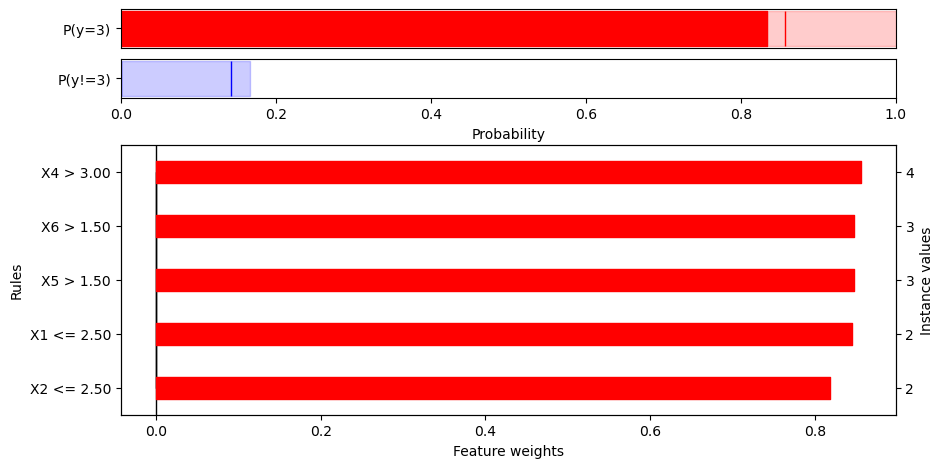 P(y=3)
P(y!=3)
0.0 0.2 0.4 0.6 0.8 1.0
Probability
X4 > 3.00 4
X6 > 1.50 3
X5 > 1.50 3
X1 <= 2.50 2
X2 <= 2.50 2
Rules
Instance values
0.0 0.2 0.4 0.6 0.8
Feature weights